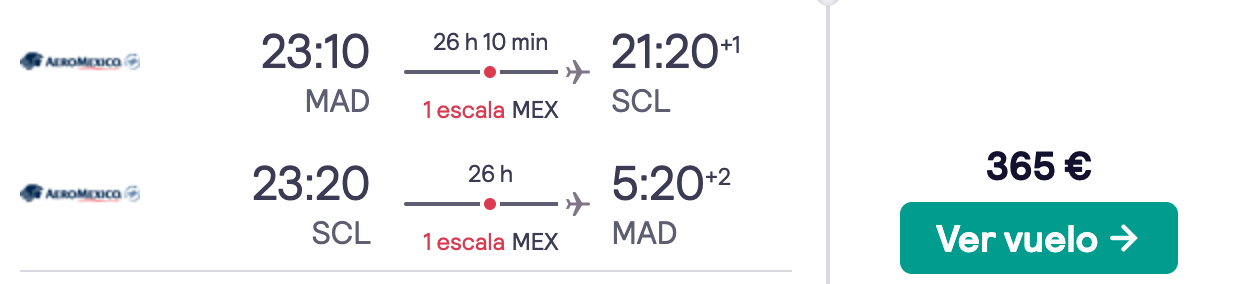 AEROMEXICO
23:10
26 h 10 min
21:20+1
MAD
1 escala MEX
SCL
AEROMEXICO
23:20
26 h
5:20+2
SCL
1 escala MEX
MAD
365 €
Ver vuelo →